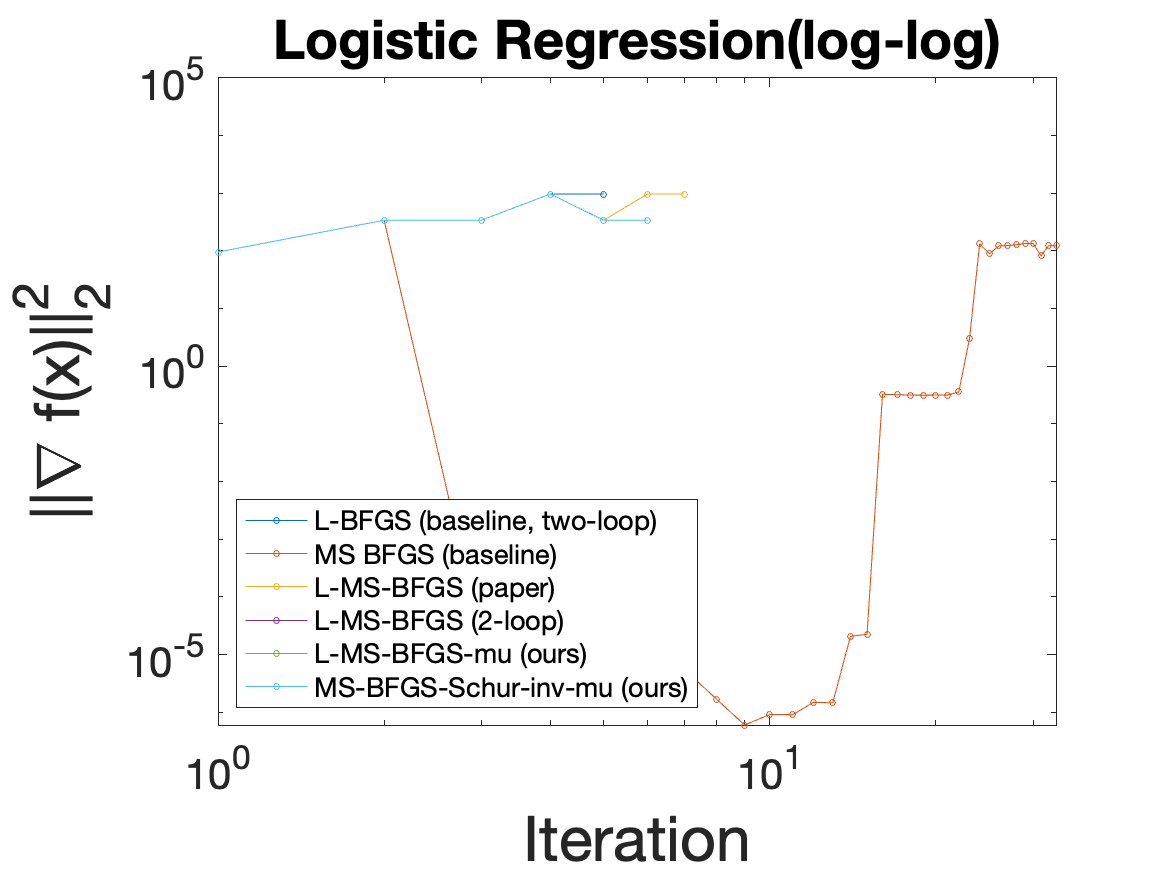 Logistic Regression(log-log)
10^5
10^0
10^-5
||∇ f(x)||_2^2
L-BFGS (baseline, two-loop)
MS BFGS (baseline)
L-MS-BFGS (paper)
L-MS-BFGS (2-loop)
L-MS-BFGS-mu (ours)
MS-BFGS-Schur-inv-mu (ours)
10^0 10^1
Iteration